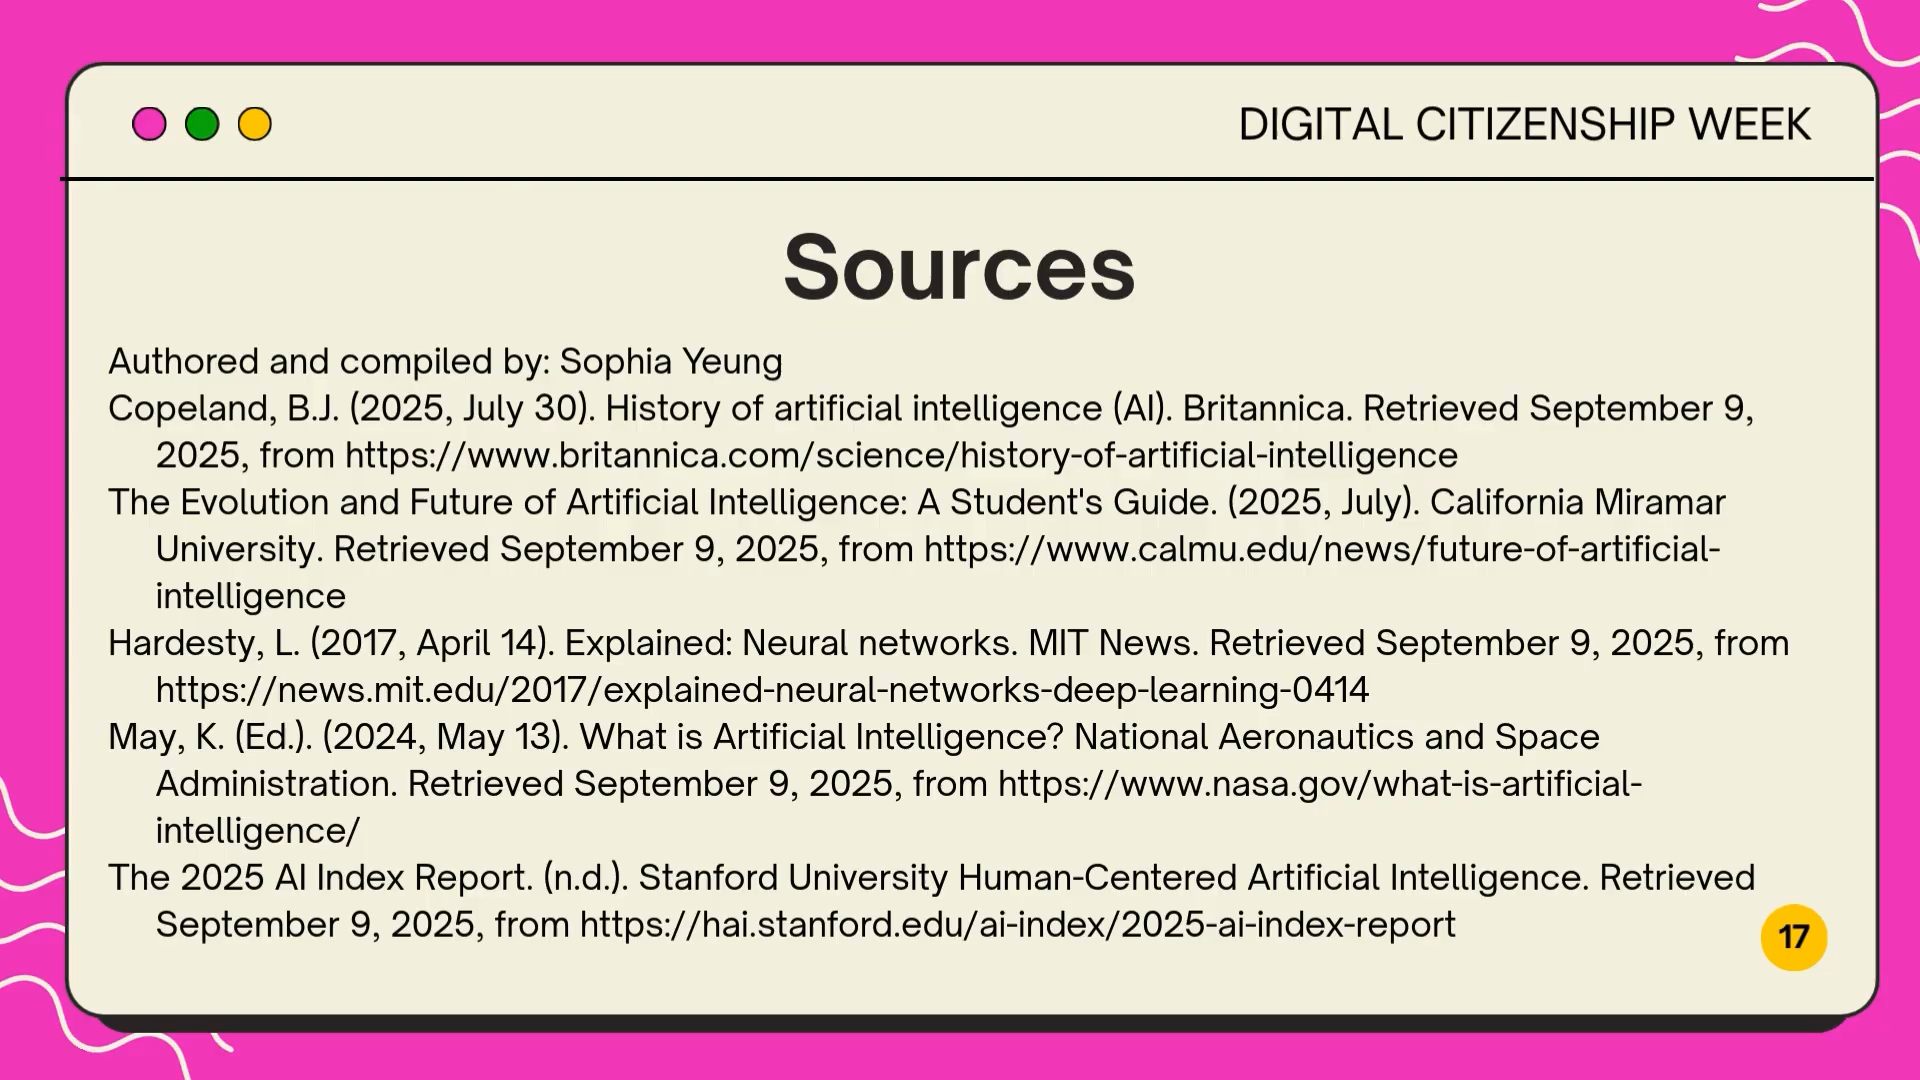 DIGITAL CITIZENSHIP WEEK
Sources
Authored and compiled by: Sophia Yeung
Copeland, B.J. (2025, July 30). History of artificial intelligence (AI). Britannica. Retrieved September 9,
2025, from https://www.britannica.com/science/history-of-artificial-intelligence
The Evolution and Future of Artificial Intelligence: A Student's Guide. (2025, July). California Miramar
University. Retrieved September 9, 2025, from https://www.calmu.edu/news/future-of-artificial-
intelligence
Hardesty, L. (2017, April 14). Explained: Neural networks. MIT News. Retrieved September 9, 2025, from
https://news.mit.edu/2017/explained-neural-networks-deep-learning-0414
May, K. (Ed.). (2024, May 13). What is Artificial Intelligence? National Aeronautics and Space
Administration. Retrieved September 9, 2025, from https://www.nasa.gov/what-is-artificial-
intelligence/
The 2025 AI Index Report. (n.d.). Stanford University Human-Centered Artificial Intelligence. Retrieved
September 9, 2025, from https://hai.stanford.edu/ai-index/2025-ai-index-report
17